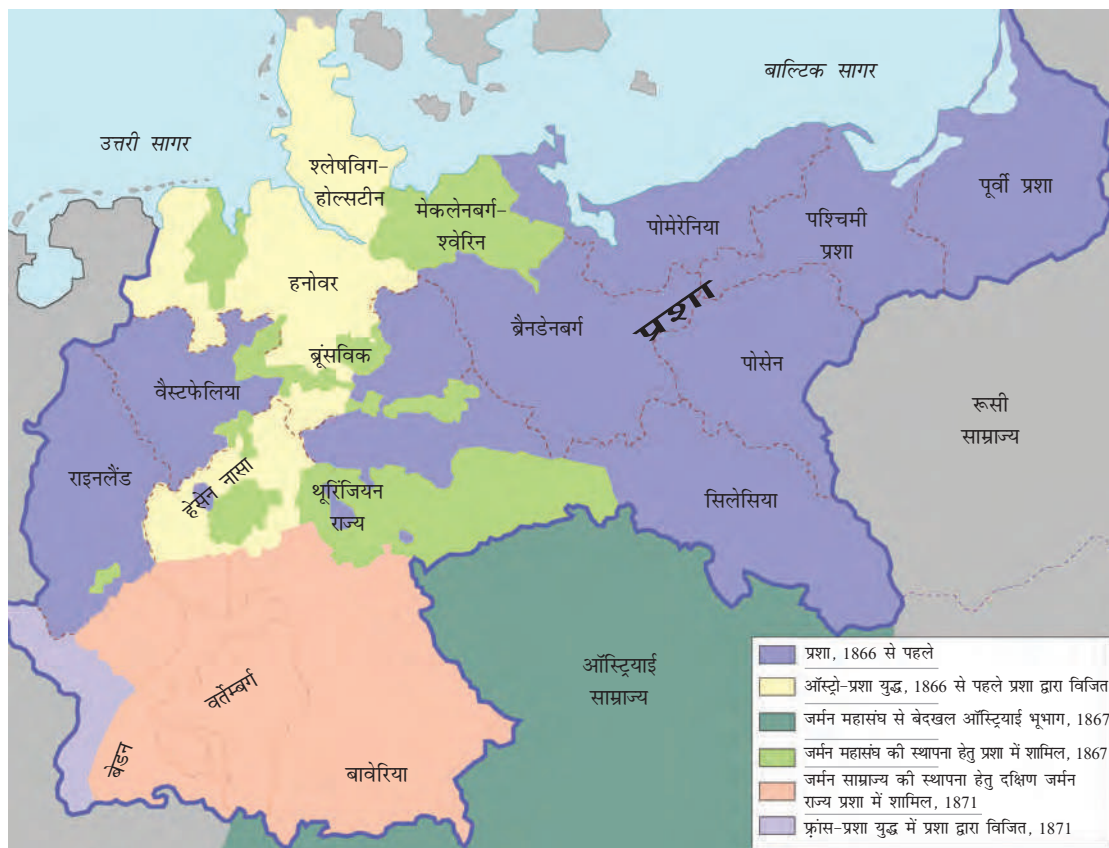 बाल्टिक सागर
उत्तरी सागर
श्लेषविग-
होल्सटीन
मेकलेनबर्ग-
श्वेरिन
पोमेरेनिया
पश्चिमी
प्रशा
पूर्वी प्रशा
हनोवर
प्रशा
ब्रैनडेनबर्ग
ब्रूंसविक
पोसेन
वैस्टफेलिया
रूसी
साम्राज्य
राइनलैंड
हेसेन नासा
थूरिंजियन
राज्य
सिलेसिया
ऑस्ट्रियाई
साम्राज्य
वर्तेम्बर्ग
बेडन
बावेरिया
प्रशा, 1866 से पहले
ऑस्ट्रो-प्रशा युद्ध, 1866 से पहले प्रशा द्वारा विजित
जर्मन महासंघ से बेदखल ऑस्ट्रियाई भूभाग, 1867
जर्मन महासंघ की स्थापना हेतु प्रशा में शामिल, 1867
जर्मन साम्राज्य की स्थापना हेतु दक्षिण जर्मन
राज्य प्रशा में शामिल, 1871
फ़्रांस-प्रशा युद्ध में प्रशा द्वारा विजित, 1871